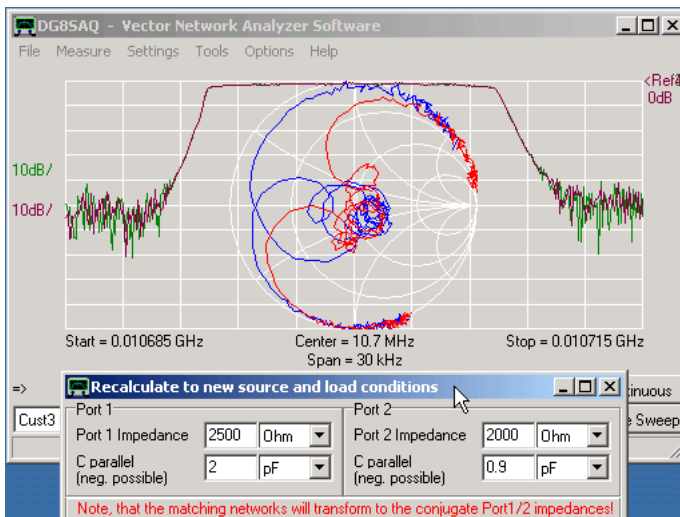 DG8SAQ - Vector Network Analyzer Software
File Measure Settings Tools Options Help
<Ref
0dB
10dB/
10dB/
Start = 0.010685 GHz Center = 10.7 MHz Stop = 0.010715 GHz
Span = 30 kHz
=>
Cust3
Recalculate to new source and load conditions
Port 1
Port 1 Impedance 2500 Ohm
C parallel 2 pF
(neg. possible)
Port 2
Port 2 Impedance 2000 Ohm
C parallel 0.9 pF
(neg. possible)
Note, that the matching networks will transform to the conjugate Port1/2 impedances!
tinuous
Sweep